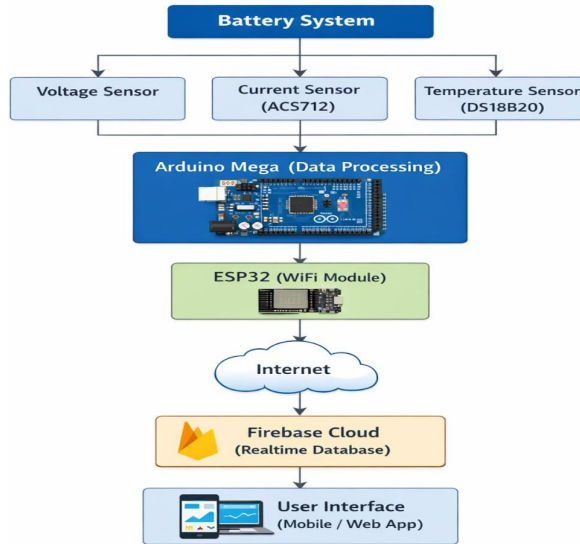 Battery System
Voltage Sensor
Current Sensor
(ACS712)
Temperature Sensor
(DS18B20)
Arduino Mega (Data Processing)
ESP32 (WiFi Module)
Internet
Firebase Cloud
(Realtime Database)
User Interface
(Mobile / Web App)